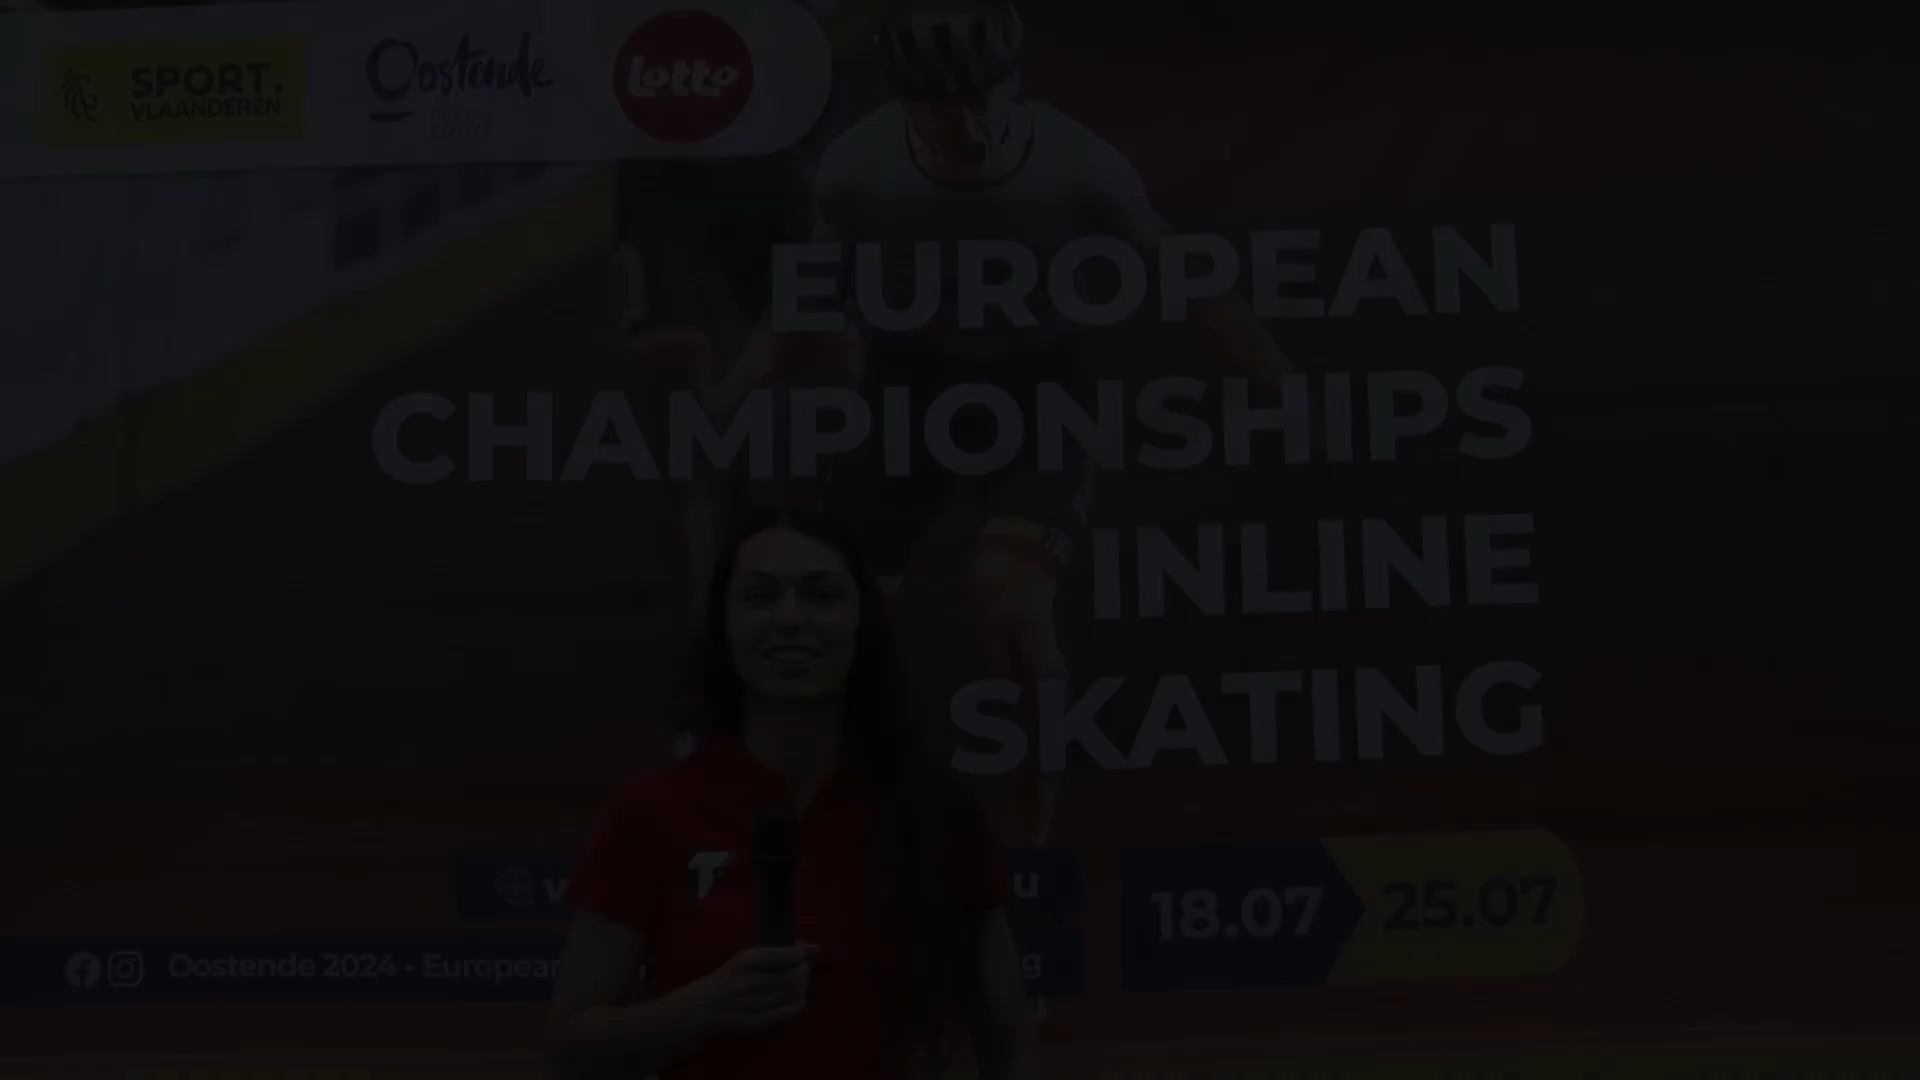 SPORT.
VLAANDEREN
Oostende
Lotto
EUROPEAN
CHAMPIONSHIPS
INLINE
SKATING
18.07
25.07
Oostende 2024 - European